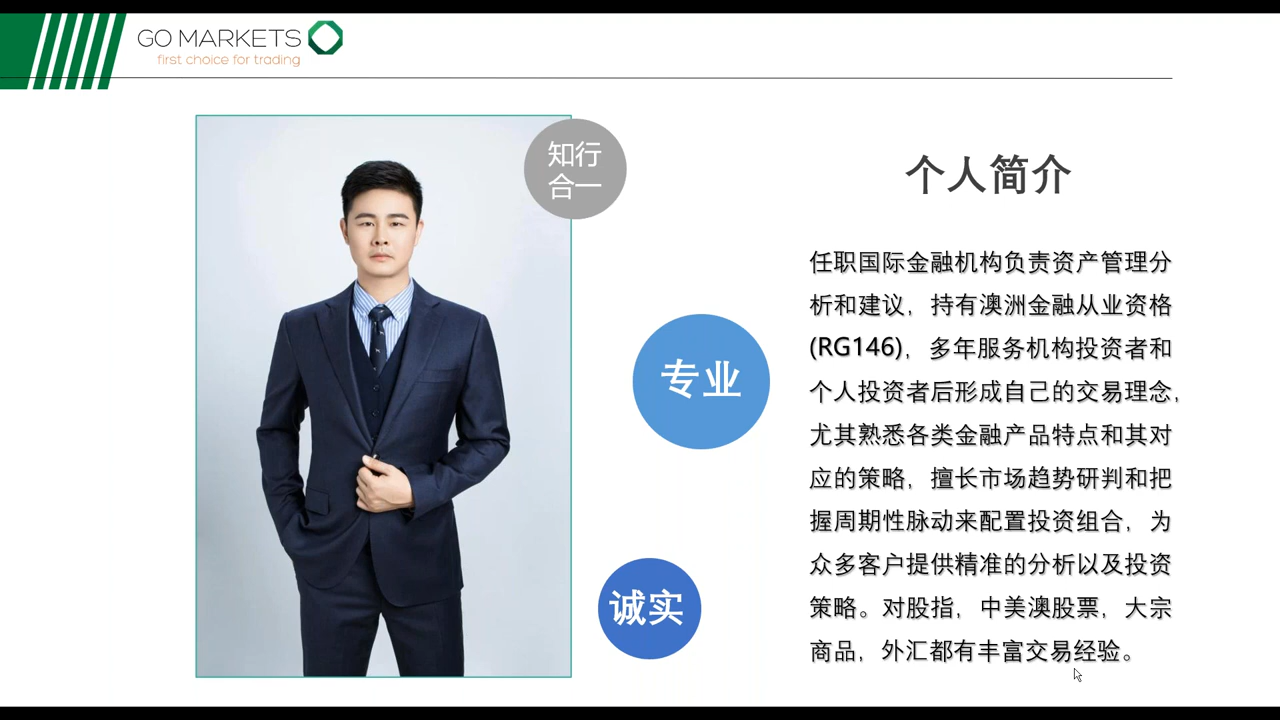 GO MARKETS
first choice for trading
知行
合一
专业
诚实
个人简介
任职国际金融机构负责资产管理分
析和建议，持有澳洲金融从业资格
(RG146)，多年服务机构投资者和
个人投资者后形成自己的交易理念，
尤其熟悉各类金融产品特点和其对
应的策略，擅长市场趋势研判和把
握周期性脉动来配置投资组合，为
众多客户提供精准的分析以及投资
策略。对股指，中美澳股票，大宗
商品，外汇都有丰富交易经验。